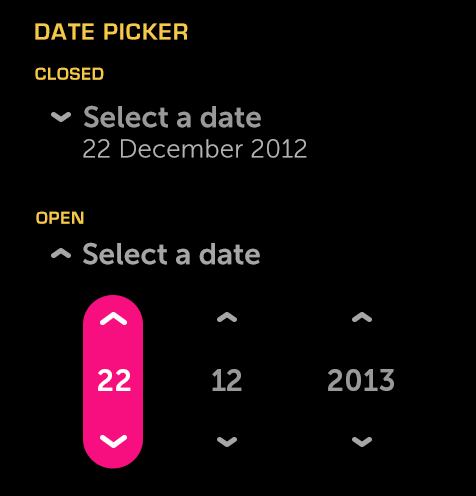 DATE PICKER
CLOSED
Select a date
22 December 2012
OPEN
Select a date
22 12 2013